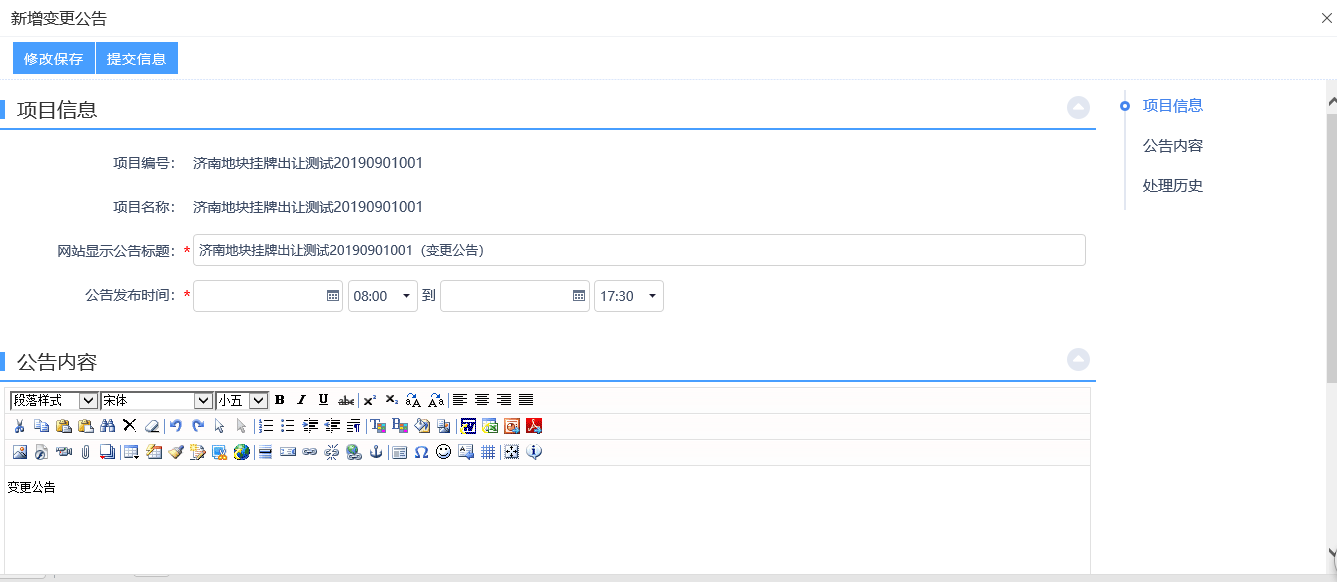 新增变更公告
修改保存 提交信息
项目信息
项目编号： 济南地块挂牌出让测试20190901001
项目名称： 济南地块挂牌出让测试20190901001
网站显示公告标题：* 济南地块挂牌出让测试20190901001（变更公告）
公告发布时间：* 08:00 到 17:30
公告内容
段落样式 宋体 小五
变更公告
项目信息
公告内容
处理历史